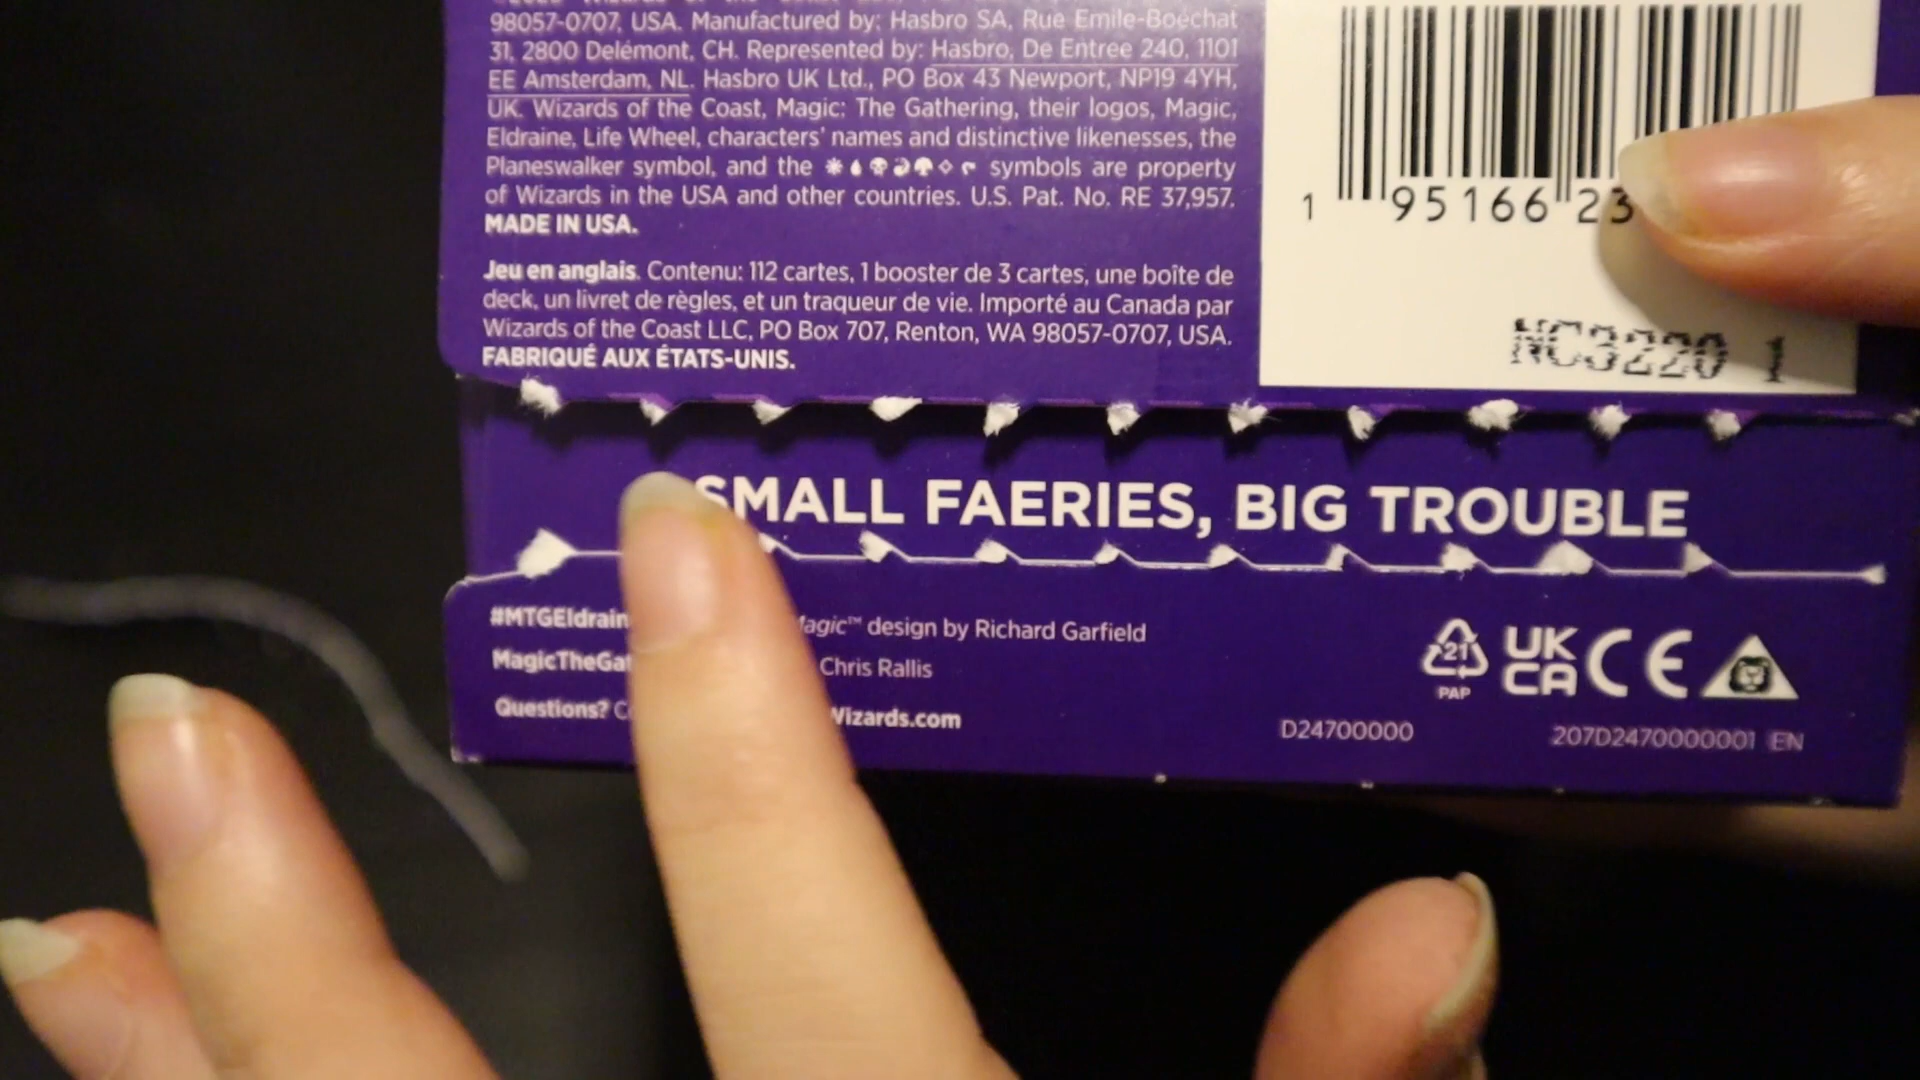 98057-0707, USA. Manufactured by: Hasbro SA, Rue Emile-Boéchat
31, 2800 Delémont, CH. Represented by: Hasbro, De Entree 240, 1101
EE Amsterdam, NL. Hasbro UK Ltd., PO Box 43 Newport, NP19 4YH,
UK. Wizards of the Coast, Magic: The Gathering, their logos, Magic,
Eldraine, Life Wheel, characters' names and distinctive likenesses, the
Planeswalker symbol, and the symbols are property
of Wizards in the USA and other countries. U.S. Pat. No. RE 37,957.
MADE IN USA.
Jeu en anglais. Contenu: 112 cartes, 1 booster de 3 cartes, une boîte de
deck, un livret de règles, et un traqueur de vie. Importé au Canada par
Wizards of the Coast LLC, PO Box 707, Renton, WA 98057-0707, USA.
FABRIQUÉ AUX ÉTATS-UNIS.
1 95166 23
NC3220 1
SMALL FAERIES, BIG TROUBLE
#MTGEldrain
Magic™ design by Richard Garfield
MagicTheGat
Chris Rallis
Questions?
Wizards.com
21
PAP
UK
CA
CE
D24700000
207D2470000001 EN